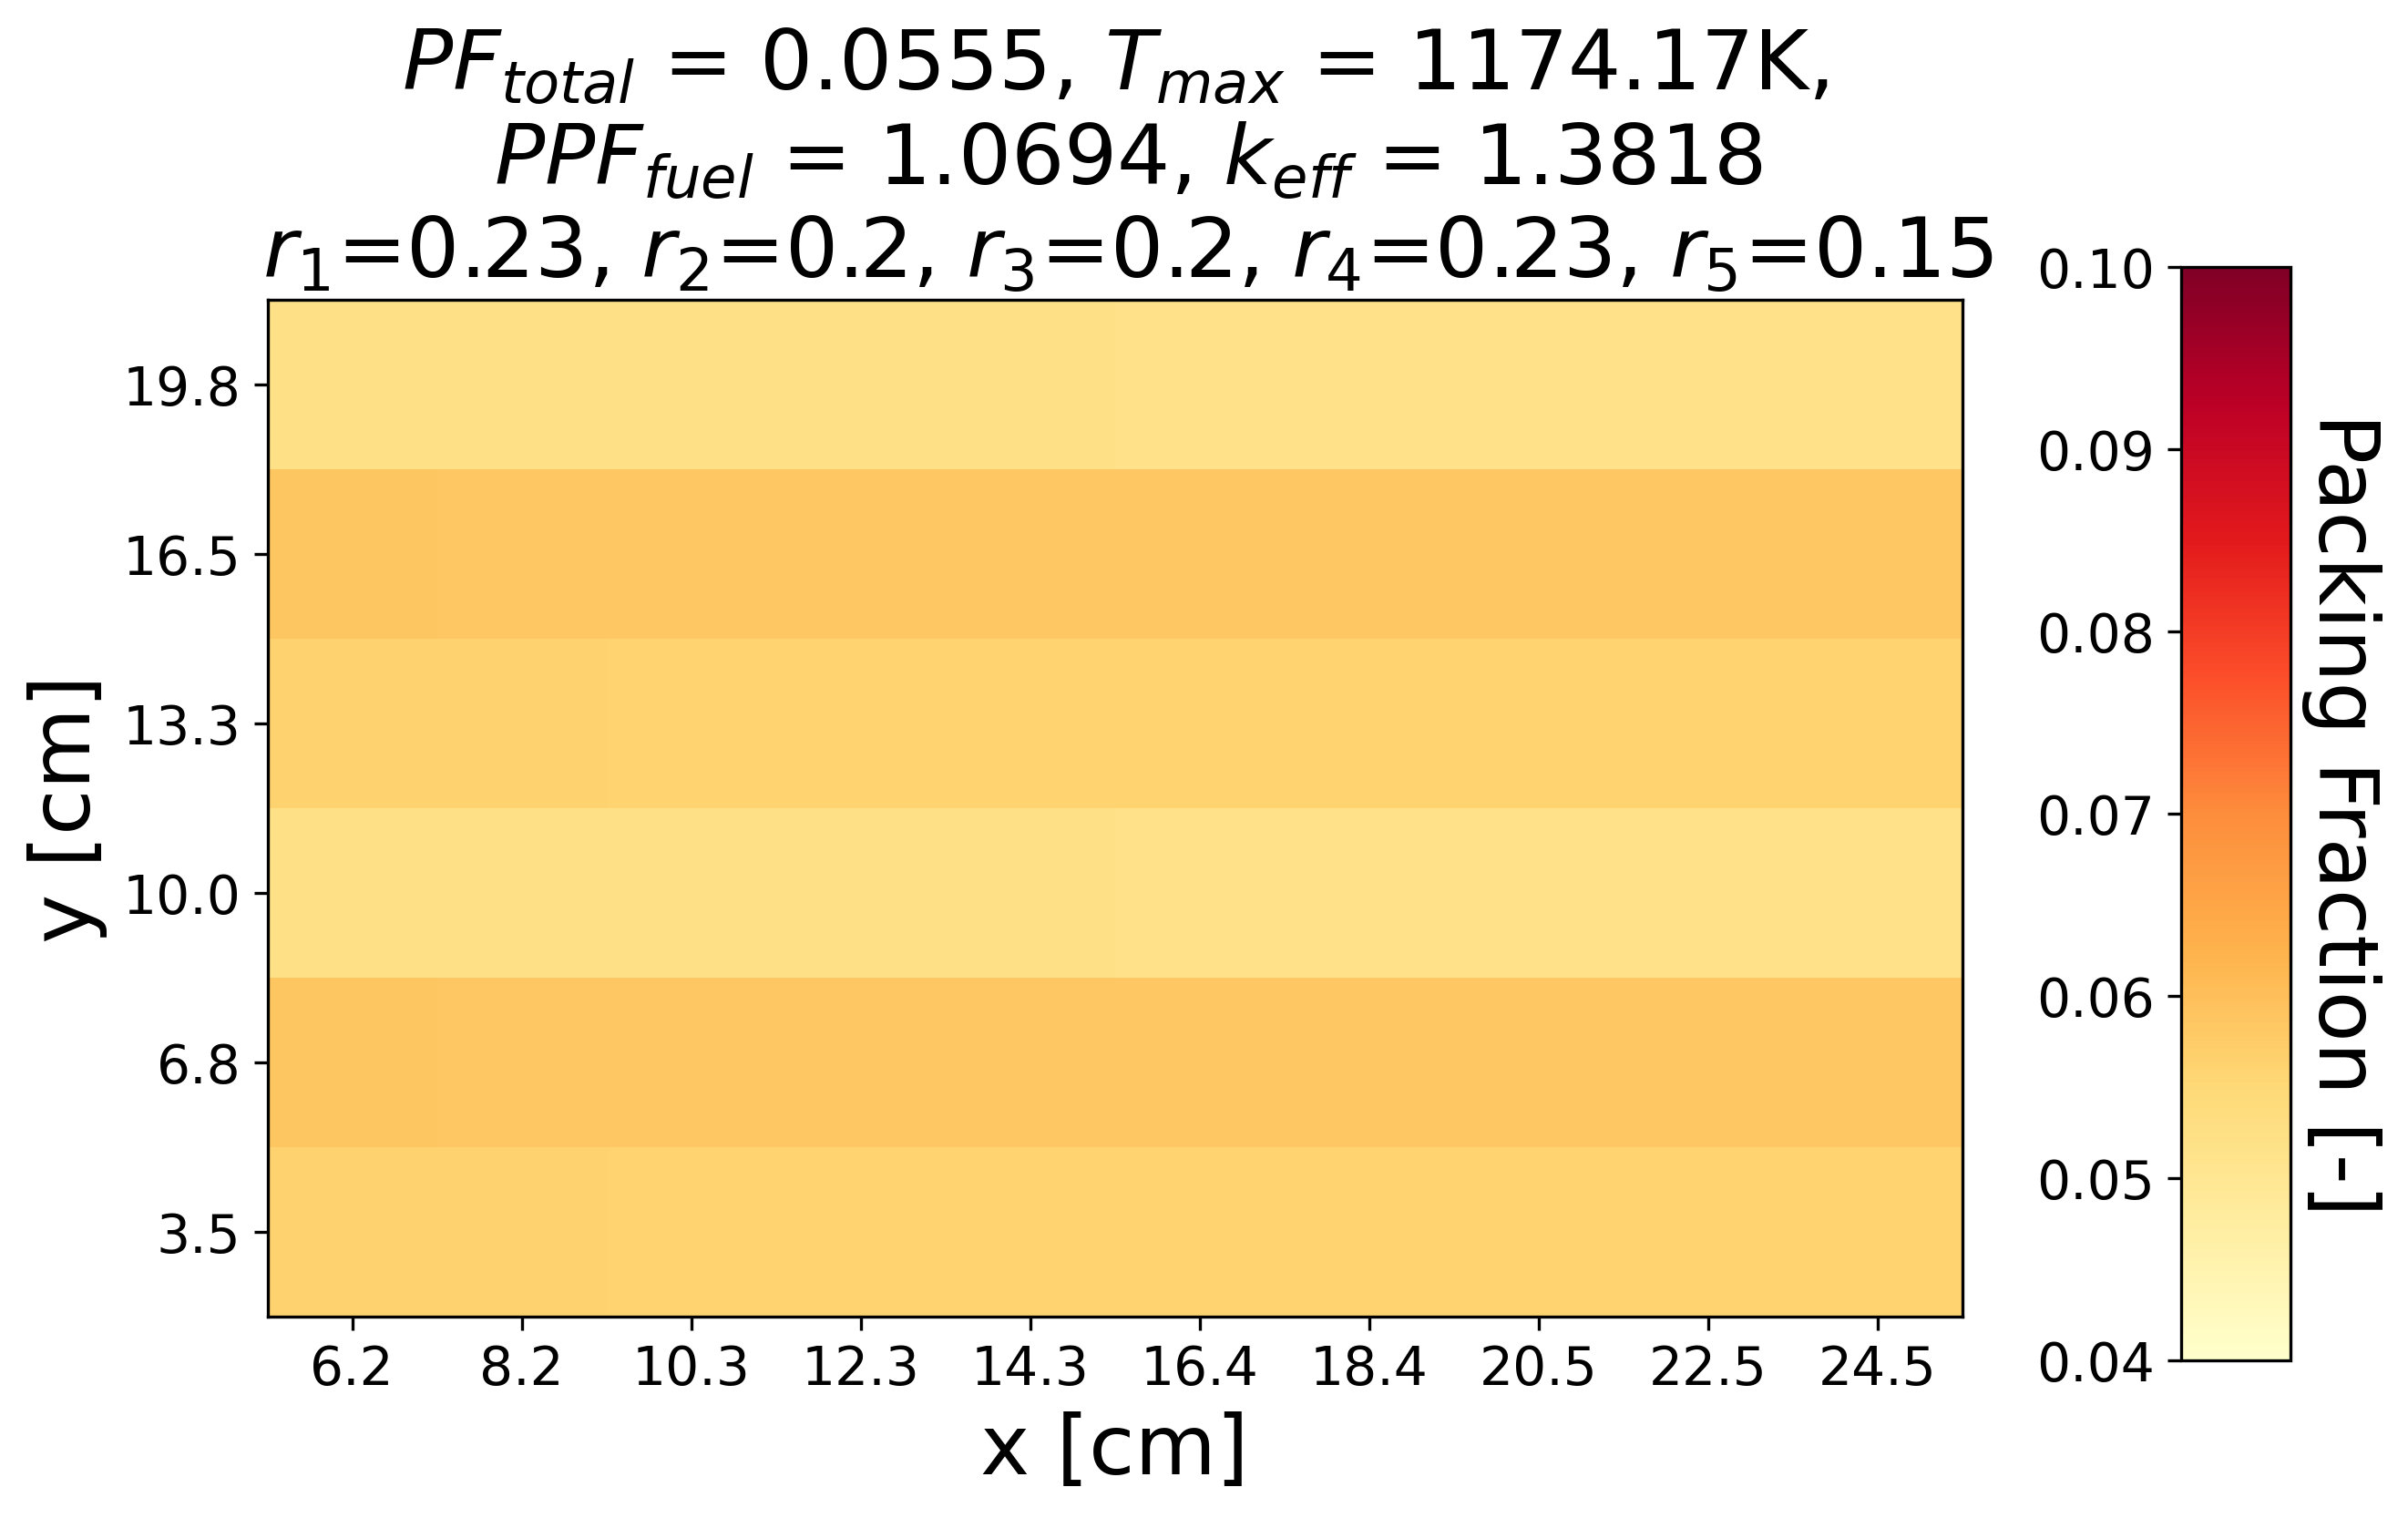 PF_total = 0.0555, T_max = 1174.17K,
PPF_fuel = 1.0694, k_eff = 1.3818
r_1=0.23, r_2=0.2, r_3=0.2, r_4=0.23, r_5=0.15
19.8
16.5
13.3
10.0
6.8
3.5
y [cm]
6.2 8.2 10.3 12.3 14.3 16.4 18.4 20.5 22.5 24.5
x [cm]
0.10
0.09
0.08
0.07
0.06
0.05
0.04
Packing Fraction [-]